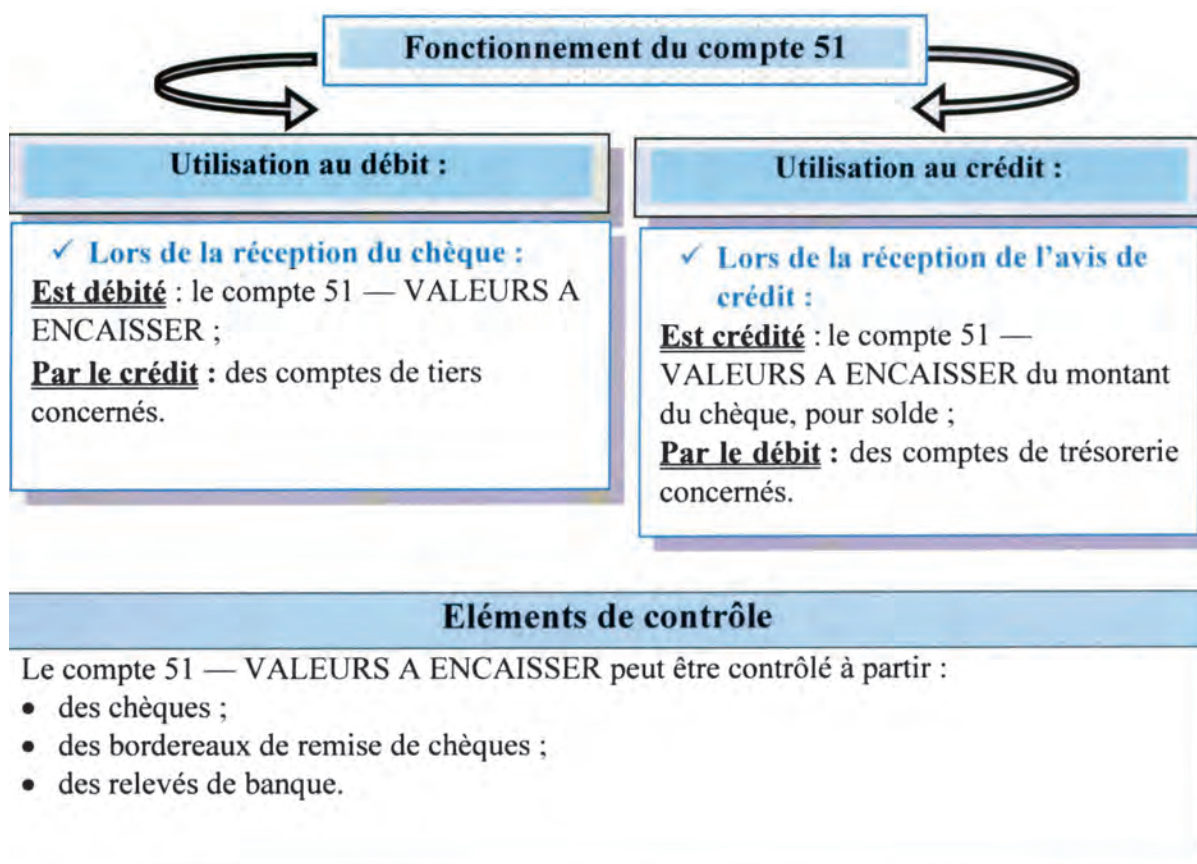 Fonctionnement du compte 51
Utilisation au débit :
✓ Lors de la réception du chèque :
Est débité : le compte 51 — VALEURS A
ENCAISSER ;
Par le crédit : des comptes de tiers
concernés.
Utilisation au crédit :
✓ Lors de la réception de l’avis de
crédit :
Est crédité : le compte 51 —
VALEURS A ENCAISSER du montant
du chèque, pour solde ;
Par le débit : des comptes de trésorerie
concernés.
Eléments de contrôle
Le compte 51 — VALEURS A ENCAISSER peut être contrôlé à partir :
• des chèques ;
• des bordereaux de remise de chèques ;
• des relevés de banque.